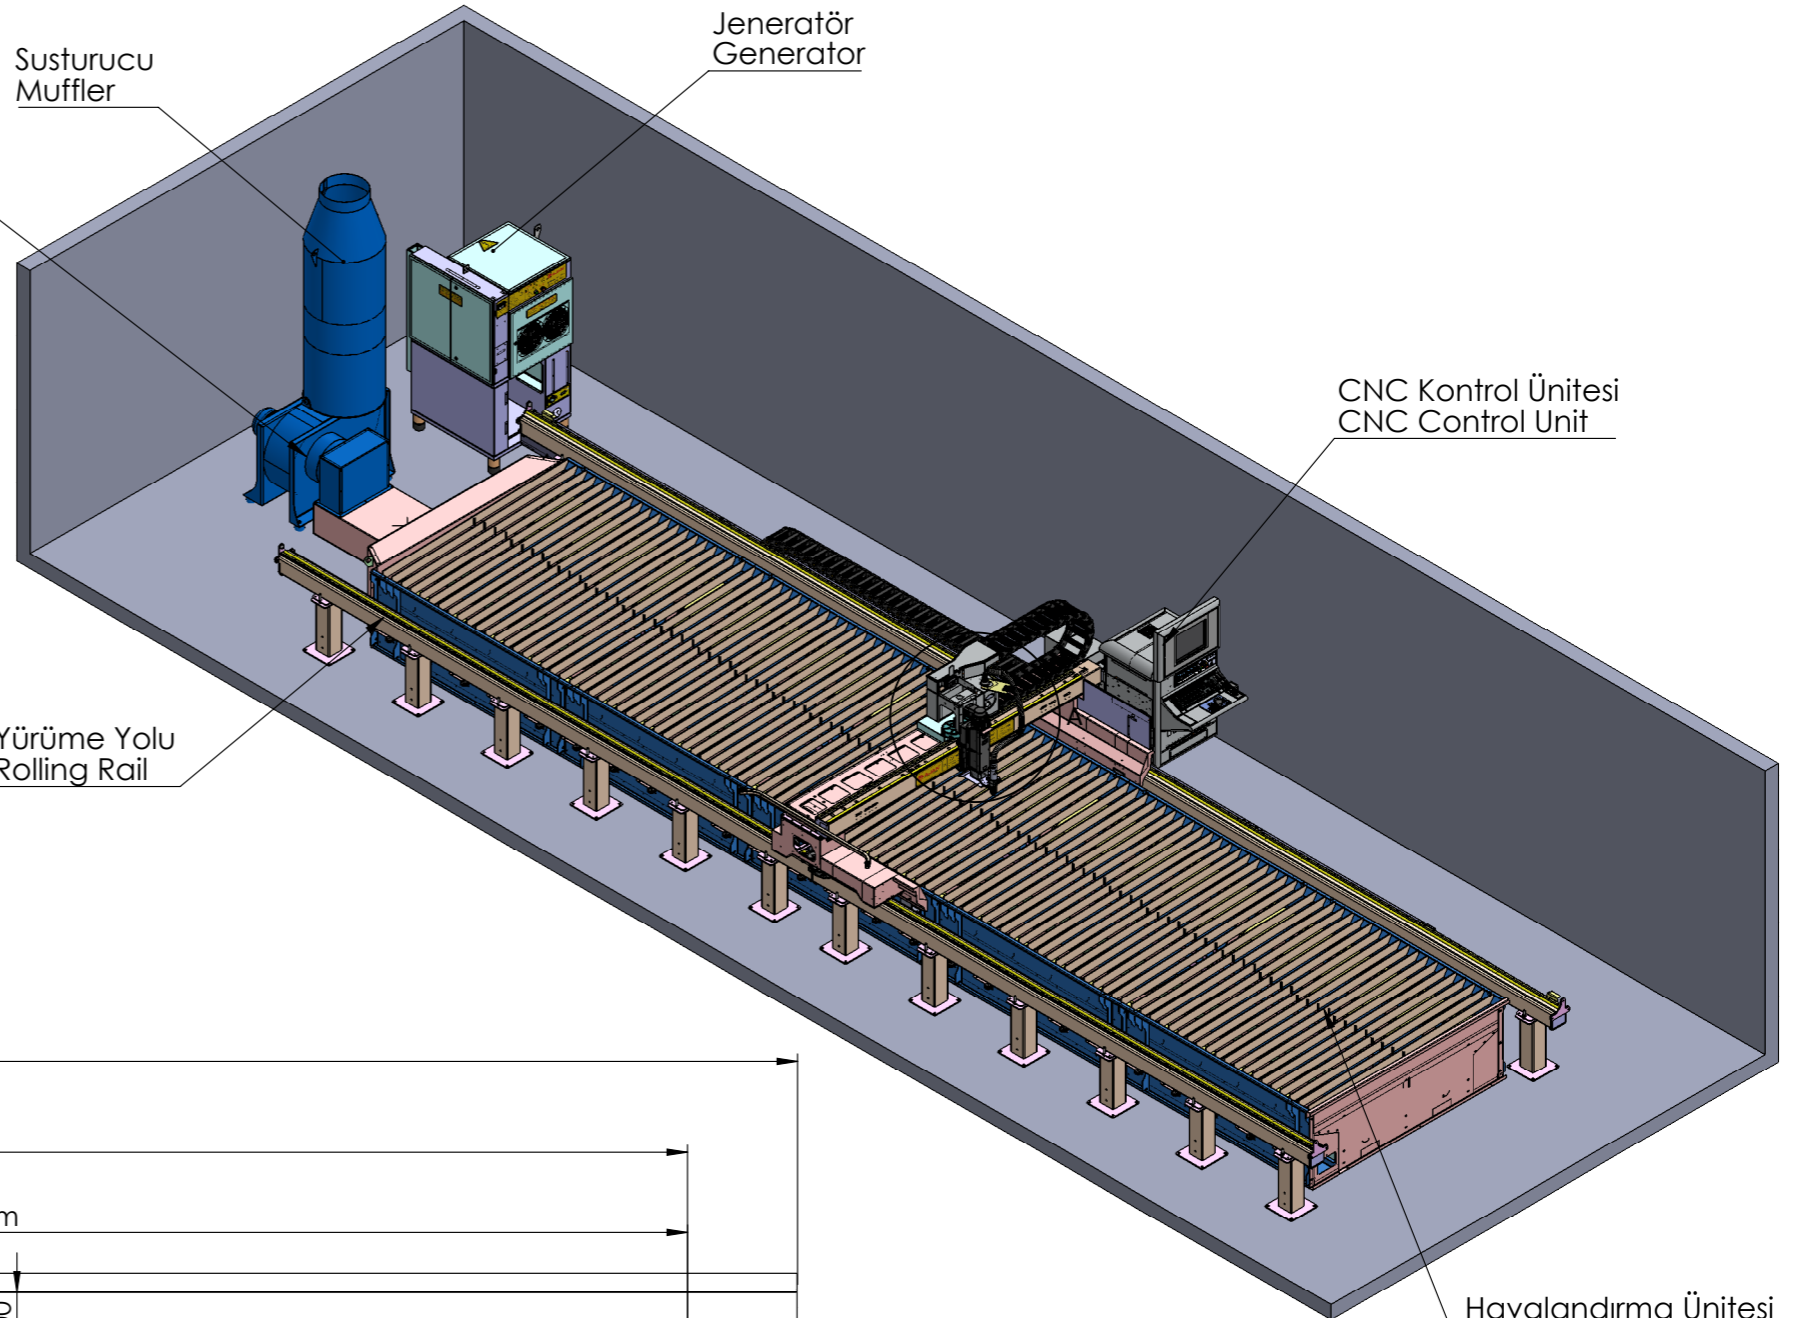 Jeneratör
Generator
Susturucu
Muffler
CNC Kontrol Ünitesi
CNC Control Unit
A
Yürüme Yolu
Rolling Rail
m
Havalandırma Ünitesi